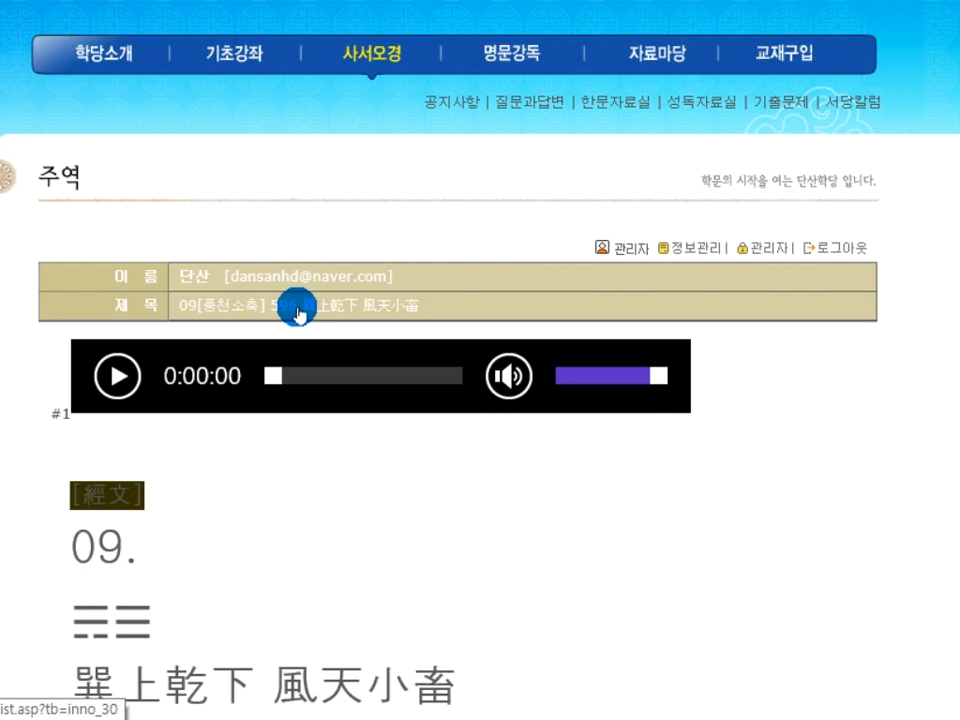 학당소개 | 기초강좌 | 사서오경 | 명문강독 | 자료마당 | 교재구입
공지사항 | 질문과답변 | 한문자료실 | 성독자료실 | 기출문제 | 서당칼럼
주역
학문의 시작을 여는 단산학당 입니다.
관리자 정보관리 | 관리자 | 로그아웃
이 름 단산 [dansanhd@naver.com]
제 목 09[풍천소축] 巽上乾下 風天小畜
0:00:00
#1
[經文]
09.
☴☰
巽上乾下 風天小畜
ist.asp?tb=inno_30